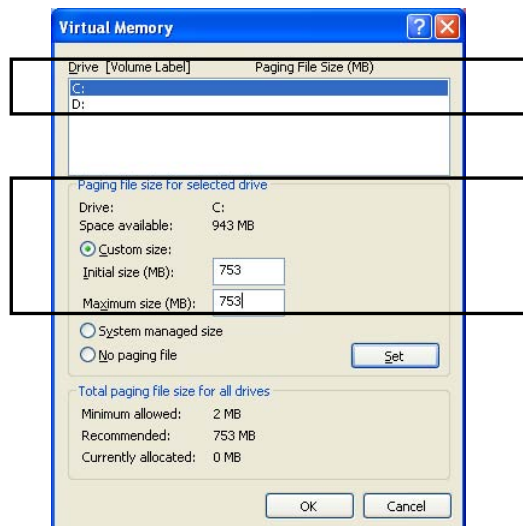 Virtual Memory
Drive [Volume Label] Paging File Size (MB)
C:
D:
Paging file size for selected drive
Drive: C:
Space available: 943 MB
Custom size:
Initial size (MB): 753
Maximum size (MB): 753
System managed size
No paging file
Set
Total paging file size for all drives
Minimum allowed: 2 MB
Recommended: 753 MB
Currently allocated: 0 MB
OK Cancel